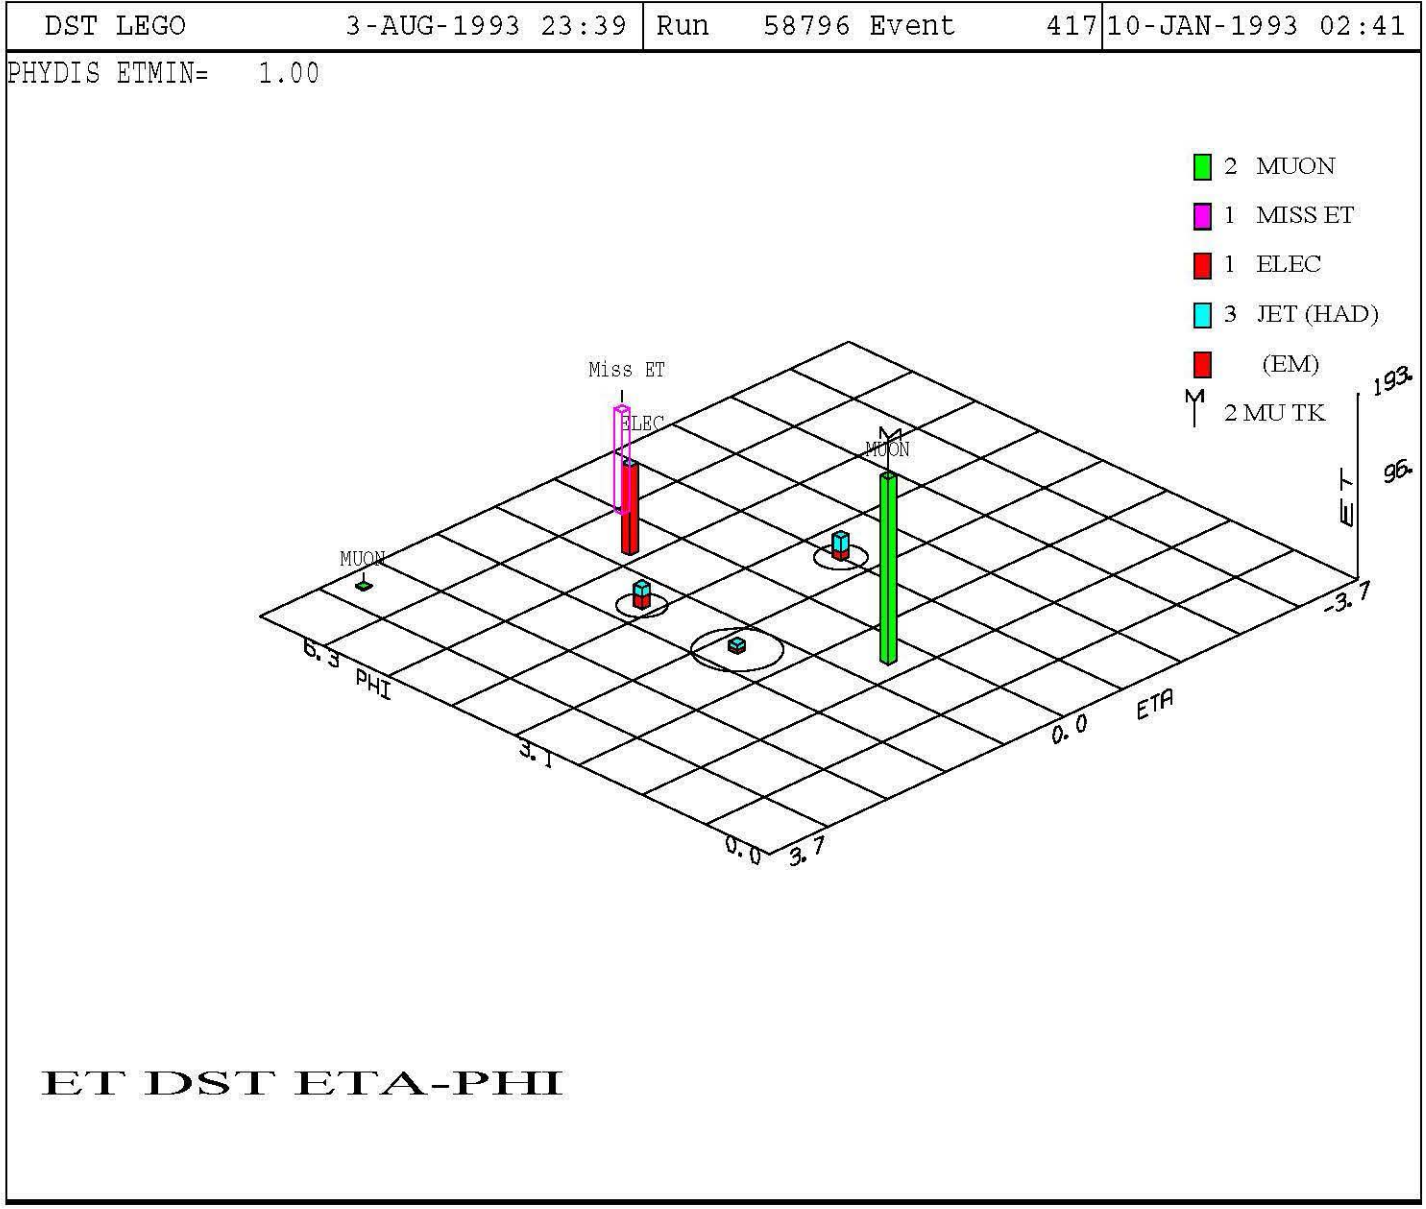 DST LEGO 3-AUG-1993 23:39 Run 58796 Event 417 10-JAN-1993 02:41
PHYDIS ETMIN= 1.00
2 MUON
1 MISS ET
1 ELEC
3 JET (HAD)
(EM)
2 MU TK
Miss ET
ELEC
M
MUON
MUON
193.
96.
ET
-3.7
ETA
0.0
3.7
6.3
PHI
3.1
0.0
ET DST ETA-PHI